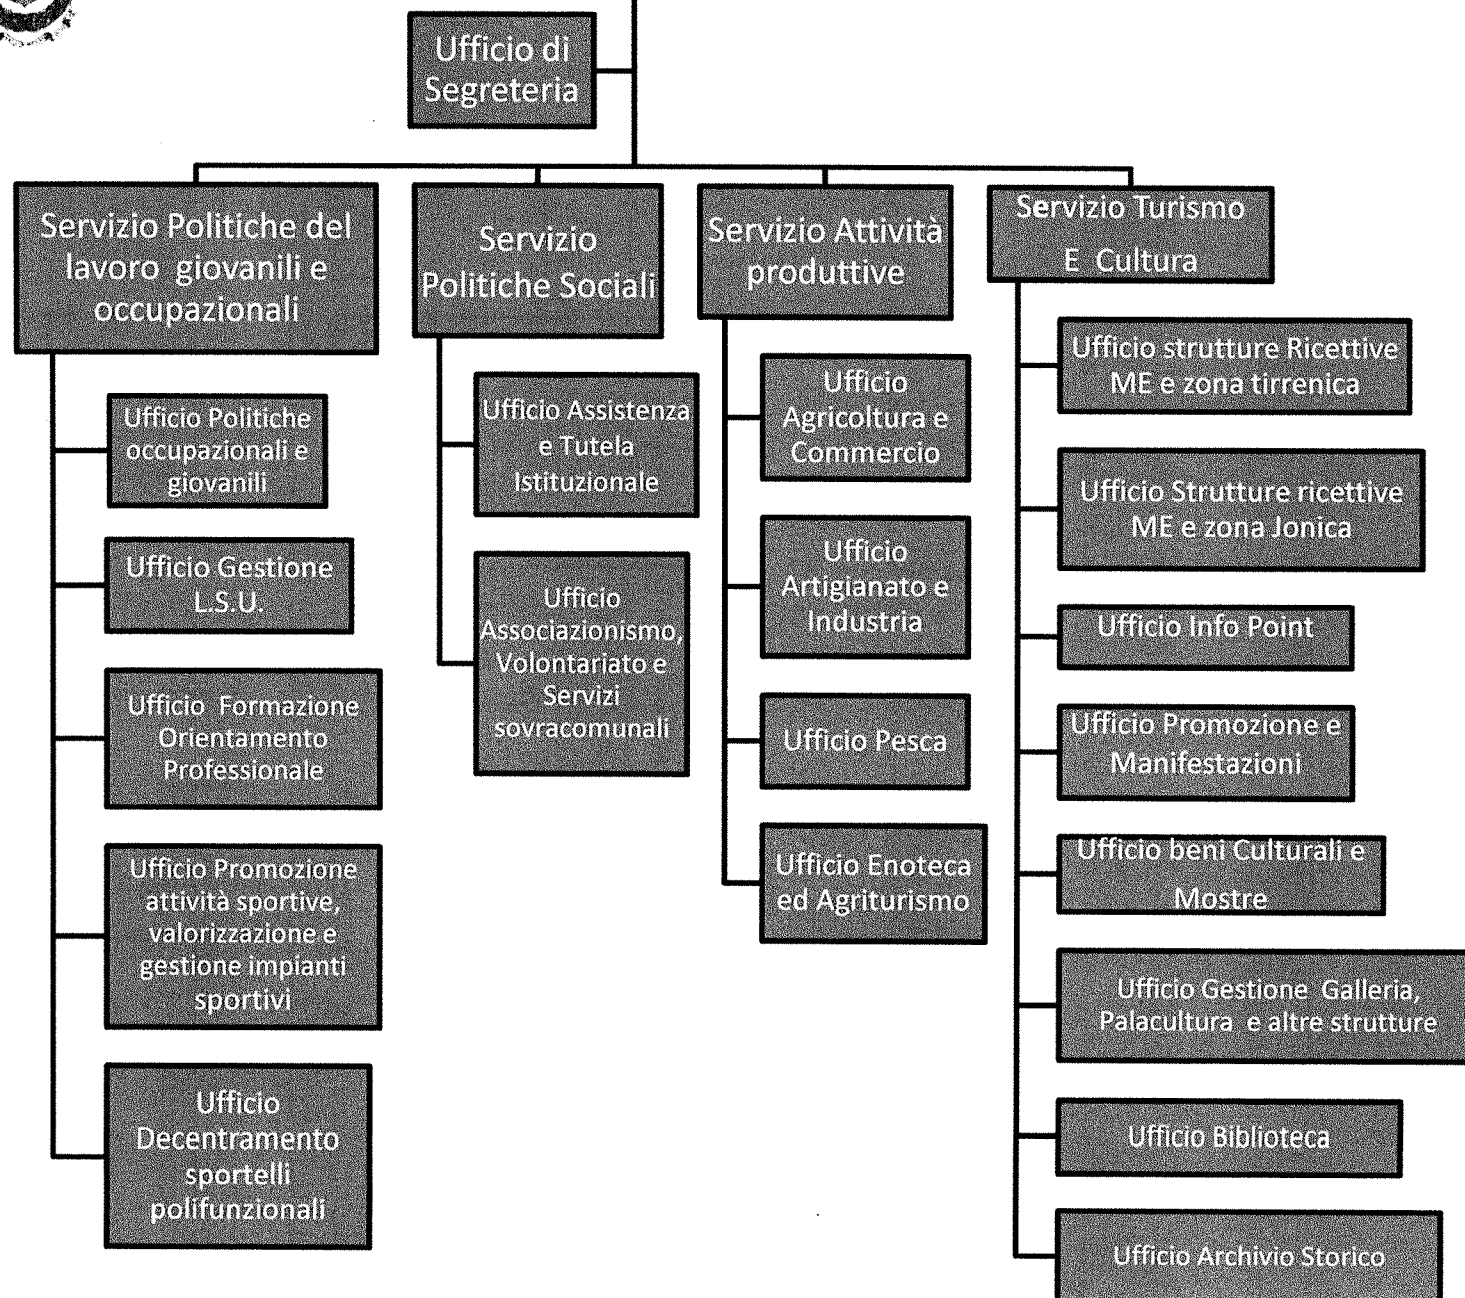 Ufficio di
Segreteria
Servizio Politiche del
lavoro giovanili e
occupazionali
Ufficio Politiche
occupazionali e
giovanili
Ufficio Gestione
L.S.U.
Ufficio Formazione
Orientamento
Professionale
Ufficio Promozione
attività sportive,
valorizzazione e
gestione impianti
sportivi
Ufficio
Decentramento
sportelli
polifunzionali
Servizio
Politiche Sociali
Ufficio Assistenza
e Tutela
Istituzionale
Ufficio
Associazionismo,
Volontariato e
Servizi
sovracomunali
Servizio Attività
produttive
Ufficio
Agricoltura e
Commercio
Ufficio
Artigianato e
Industria
Ufficio Pesca
Ufficio Enoteca
ed Agriturismo
Servizio Turismo
E Cultura
Ufficio strutture Ricettive
ME e zona tirrenica
Ufficio Strutture ricettive
ME e zona Jonica
Ufficio Info Point
Ufficio Promozione e
Manifestazioni
Ufficio beni Culturali e
Mostre
Ufficio Gestione Galleria,
Palacultura e altre strutture
Ufficio Biblioteca
Ufficio Archivio Storico